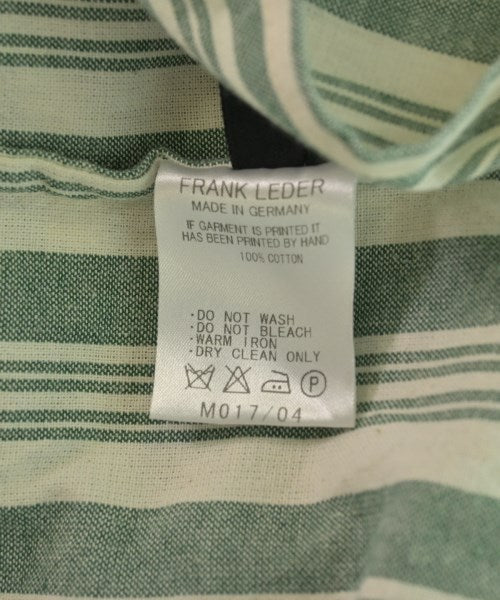 FRANK LEDER
MADE IN GERMANY
IF GARMENT IS PRINTED IT
HAS BEEN PRINTED BY HAND
100% COTTON
·DO NOT WASH
·DO NOT BLEACH
·WARM IRON
·DRY CLEAN ONLY
P
M017/04